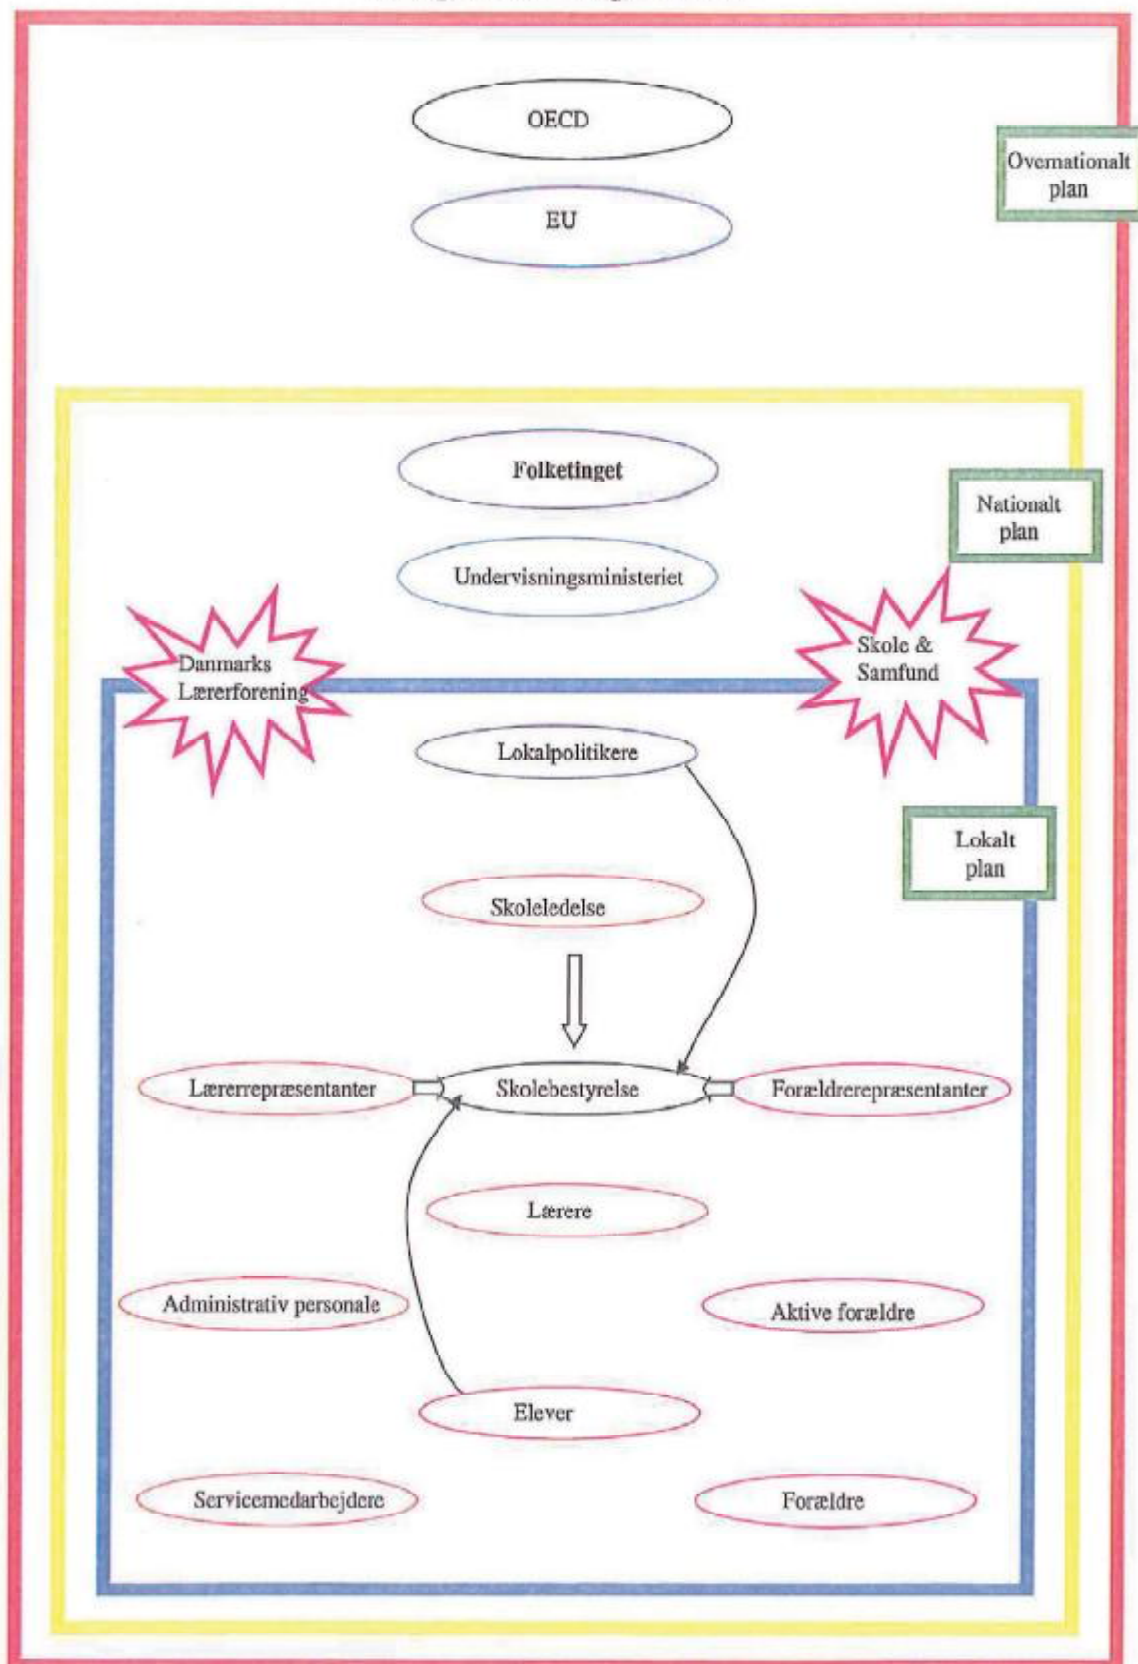 OECD
Overnationalt
plan
EU
Folketinget
Nationalt
plan
Undervisningsministeriet
Danmarks
Lærerforening
Skole &
Samfund
Lokalpolitikere
Lokalt
plan
Skoleledelse
Lærerrepræsentanter
Skolebestyrelse
Forældrerepræsentanter
Lærere
Administrativ personale
Aktive forældre
Elever
Servicemedarbejdere
Forældre